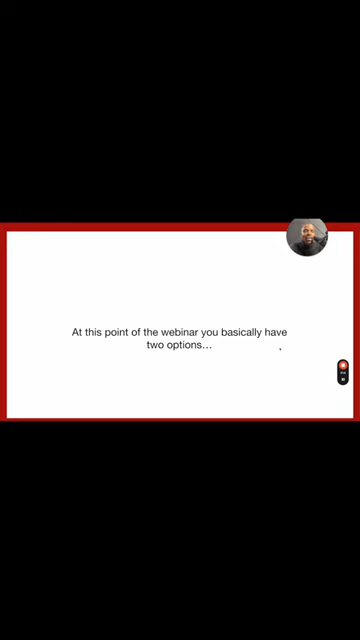 At this point of the webinar you basically have
two options…